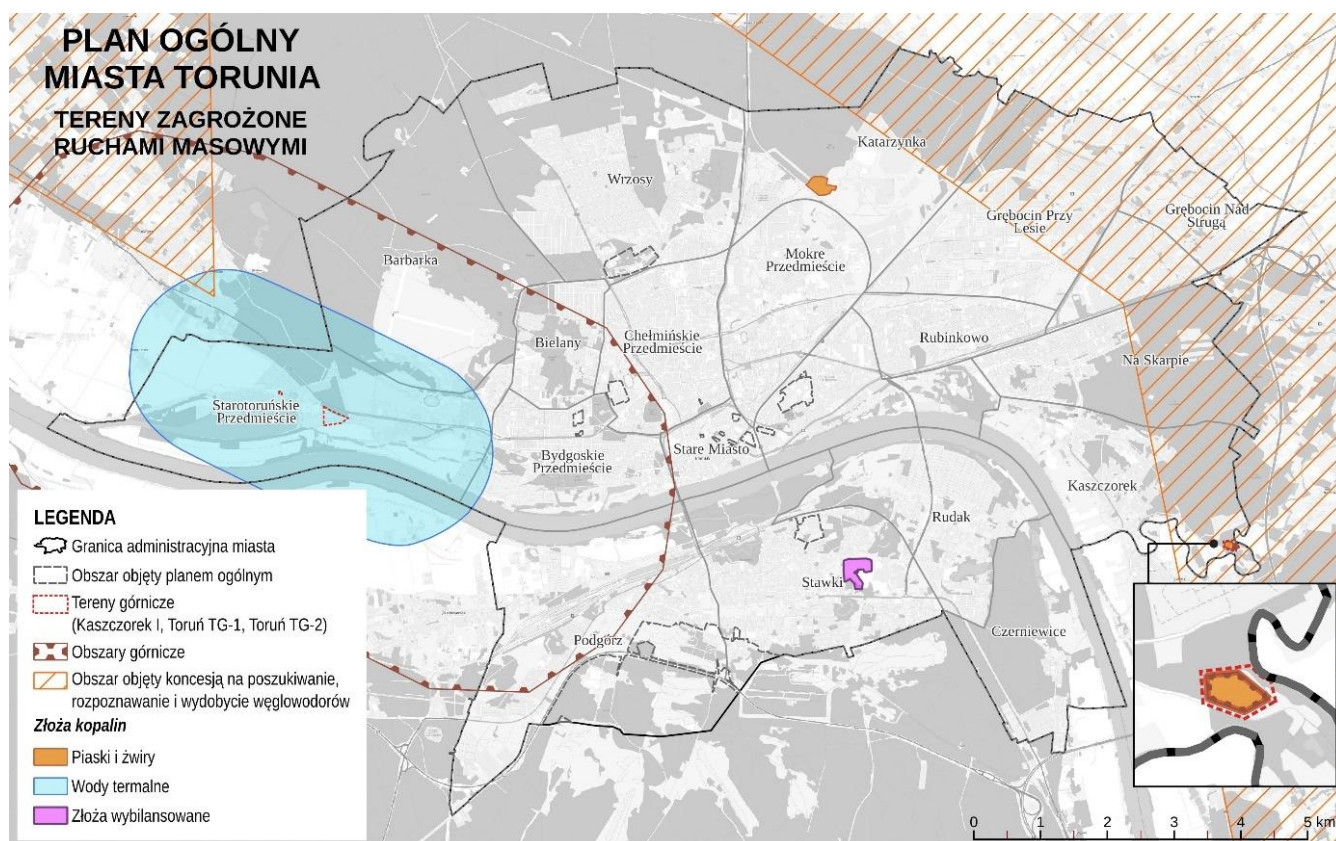 PLAN OGÓLNY
MIASTA TORUNIA
TERENY ZAGROŻONE
RUCHAMI MASOWYMI
Katarzynka
Wrzosy
Grębocin Przy
Lesie
Grębocin Nad
Strugą
Barbarka
Mokre
Przedmieście
Bielany
Chełmińskie
Przedmieście
Rubinkowo
Na Skarpie
Starotoruńskie
Przedmieście
Bydgoskie
Przedmieście
Stare Miasto
Kaszczorek
Rudak
Stawki
Podgórz
Czerniewice
LEGENDA
Granica administracyjna miasta
Obszar objęty planem ogólnym
Tereny górnicze
(Kaszczorek I, Toruń TG-1, Toruń TG-2)
Obszary górnicze
Obszar objęty koncesją na poszukiwanie,
rozpoznawanie i wydobycie węglowodorów
Złoża kopalin
Piaski i żwiry
Wody termalne
Złoża wybilansowane
0 1 2 3 4 5 km